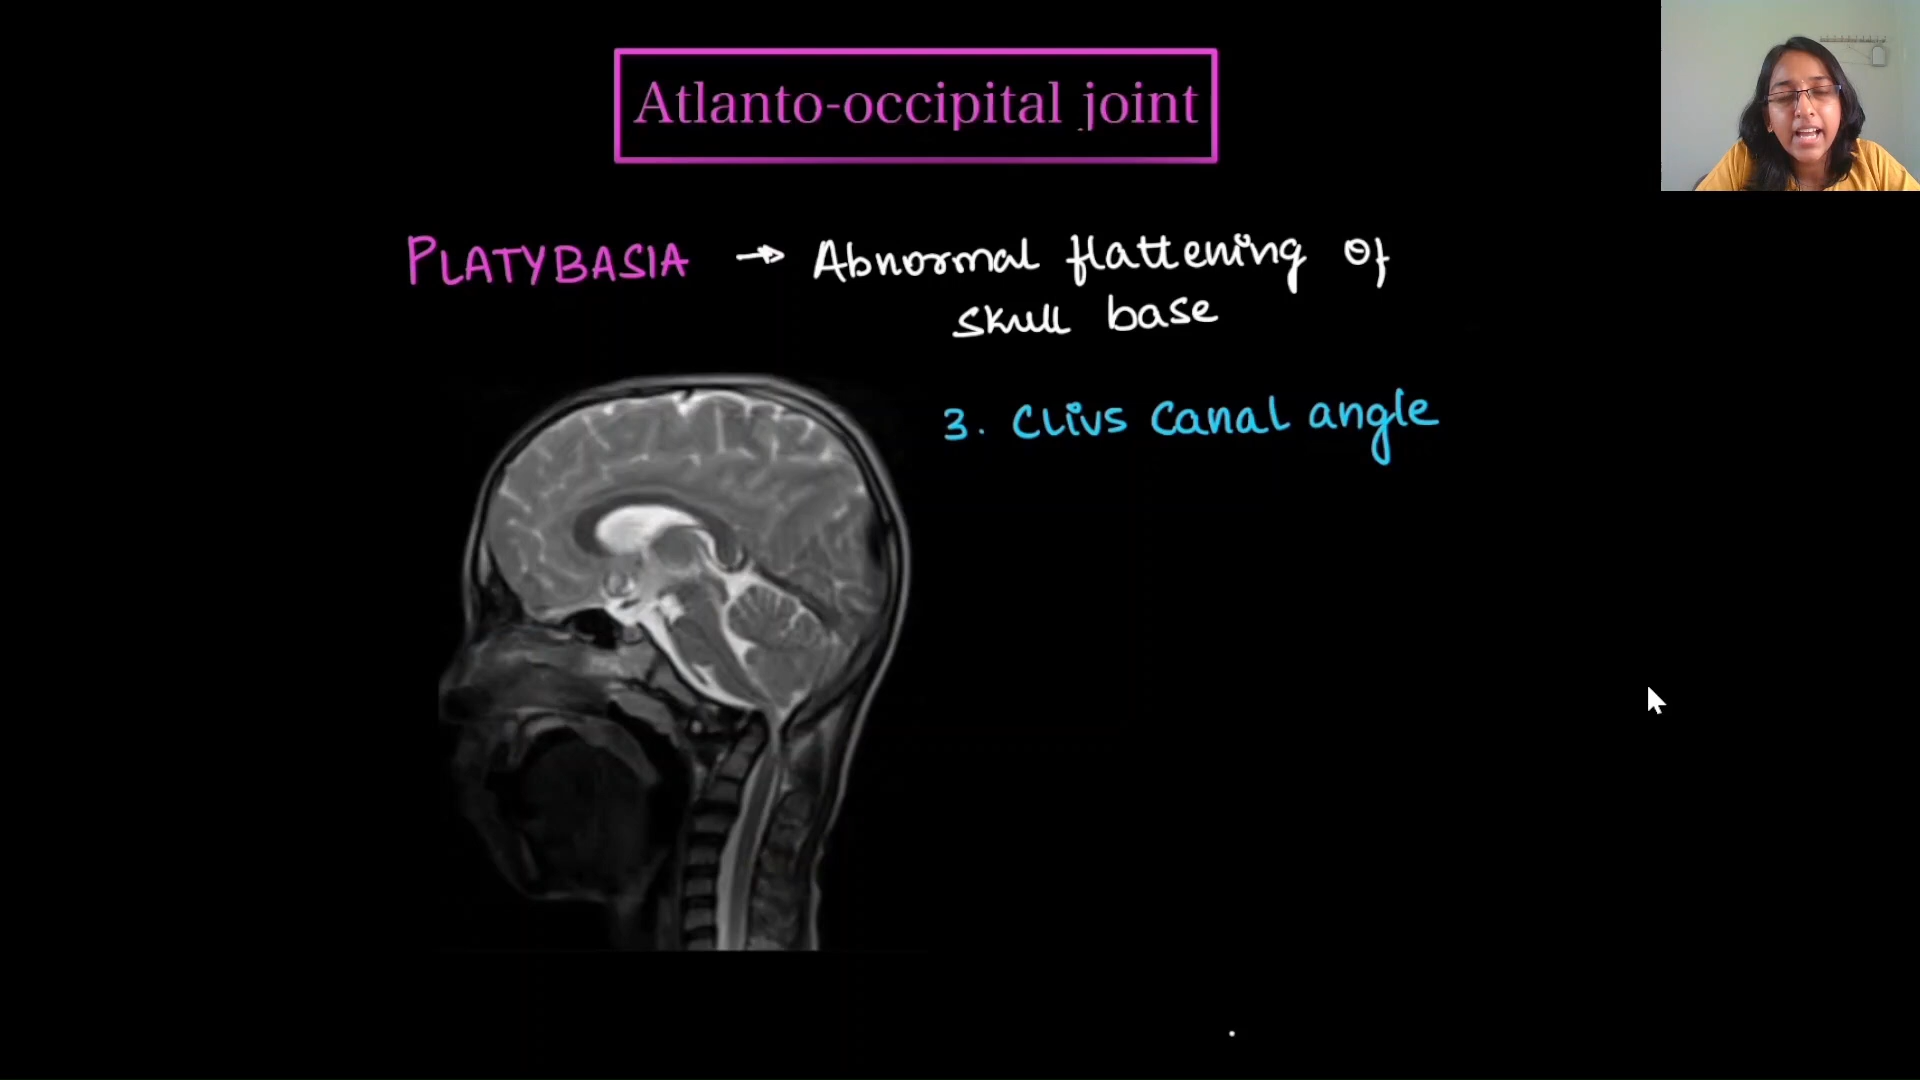 Atlanto-occipital joint
PLATYBASIA → Abnormal flattening of
skull base
3. Clivs Canal angle